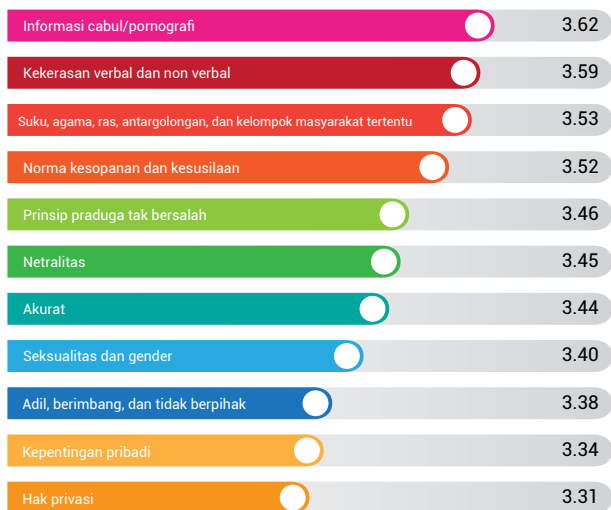 Informasi cabul/pornografi 3.62
Kekerasan verbal dan non verbal 3.59
Suku, agama, ras, antargolongan, dan kelompok masyarakat tertentu 3.53
Norma kesopanan dan kesusilaan 3.52
Prinsip praduga tak bersalah 3.46
Netralitas 3.45
Akurat 3.44
Seksualitas dan gender 3.40
Adil, berimbang, dan tidak berpihak 3.38
Kepentingan pribadi 3.34
Hak privasi 3.31